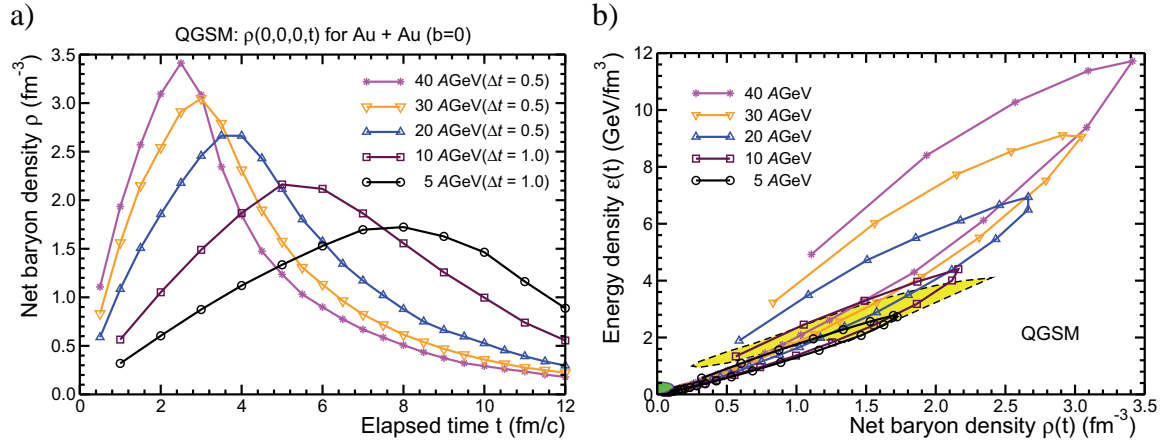 a)
QGSM: ρ(0,0,0,t) for Au + Au (b=0)
Net baryon density ρ (fm⁻³)
3.5
3.0
2.5
2.0
1.5
1.0
0.5
0.0
40 AGeV(Δt = 0.5)
30 AGeV(Δt = 0.5)
20 AGeV(Δt = 0.5)
10 AGeV(Δt = 1.0)
5 AGeV(Δt = 1.0)
0 2 4 6 8 10 12
Elapsed time t (fm/c)
b)
Energy density ε(t) (GeV/fm³)
12
10
8
6
4
2
0
40 AGeV
30 AGeV
20 AGeV
10 AGeV
5 AGeV
QGSM
0.0 0.5 1.0 1.5 2.0 2.5 3.0 3.5
Net baryon density ρ(t) (fm⁻³)